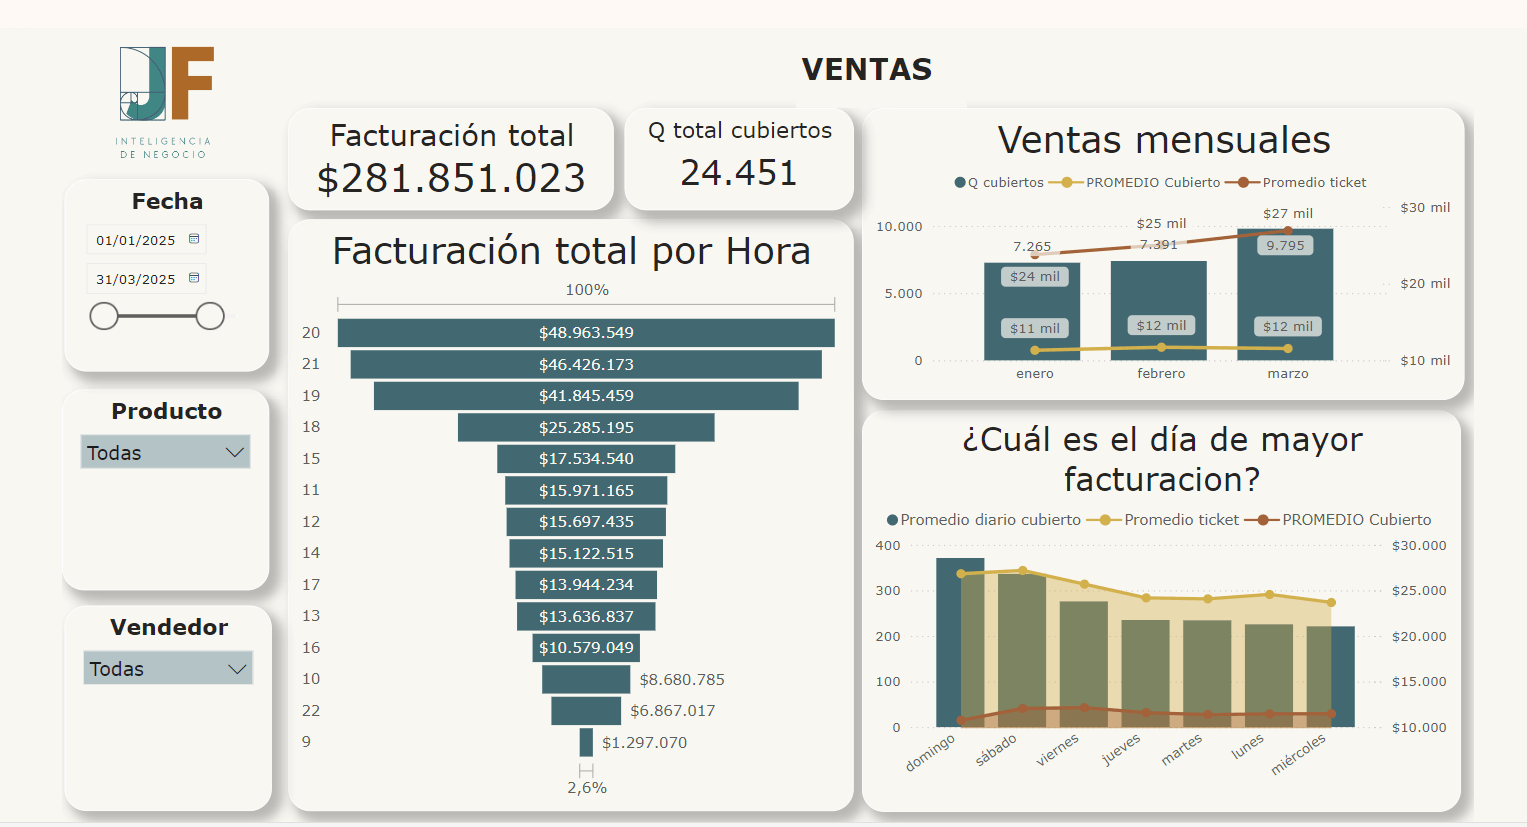 JF
INTELIGENCIA
DE NEGOCIO
VENTAS
Fecha
01/01/2025
31/03/2025
Producto
Todas
Vendedor
Todas
Facturación total
$281.851.023
Q total cubiertos
24.451
Facturación total por Hora
100%
20 $48.963.549
21 $46.426.173
19 $41.845.459
18 $25.285.195
15 $17.534.540
11 $15.971.165
12 $15.697.435
14 $15.122.515
17 $13.944.234
13 $13.636.837
16 $10.579.049
10 $8.680.785
22 $6.867.017
9 $1.297.070
2,6%
Ventas mensuales
Q cubiertos PROMEDIO Cubierto Promedio ticket
$30 mil
$27 mil
$25 mil
10.000
7.265 7.391 9.795
$24 mil
$20 mil
5.000
$11 mil $12 mil $12 mil
0 $10 mil
enero febrero marzo
¿Cuál es el día de mayor
facturacion?
Promedio diario cubierto Promedio ticket PROMEDIO Cubierto
400 $30.000
300 $25.000
200 $20.000
100 $15.000
0 $10.000
domingo sábado viernes jueves martes lunes miércoles